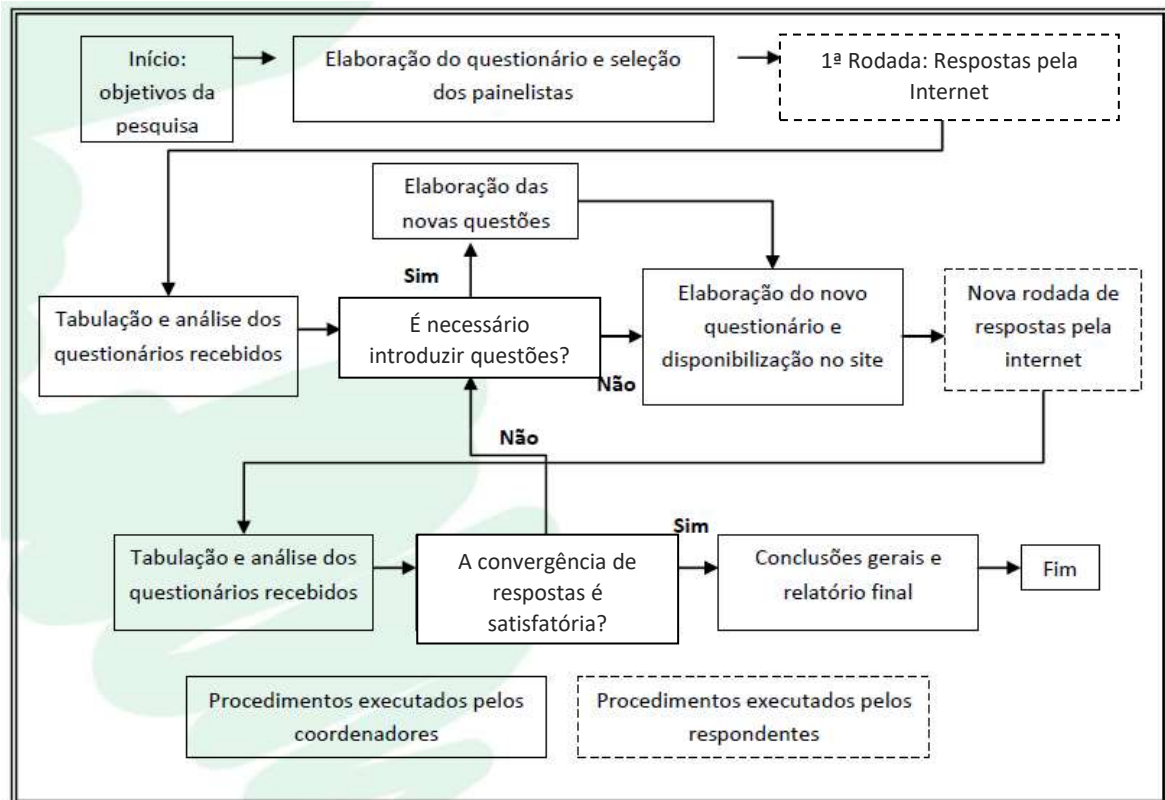 Início:
objetivos da
pesquisa
Elaboração do questionário e seleção
dos painelistas
1ª Rodada: Respostas pela
Internet
Elaboração das
novas questões
Sim
Tabulação e análise dos
questionários recebidos
É necessário
introduzir questões?
Não
Elaboração do novo
questionário e
disponibilização no site
Nova rodada de
respostas pela
internet
Não
Tabulação e análise dos
questionários recebidos
A convergência de
respostas é
satisfatória?
Sim
Conclusões gerais e
relatório final
Fim
Procedimentos executados pelos
coordenadores
Procedimentos executados pelos
respondentes